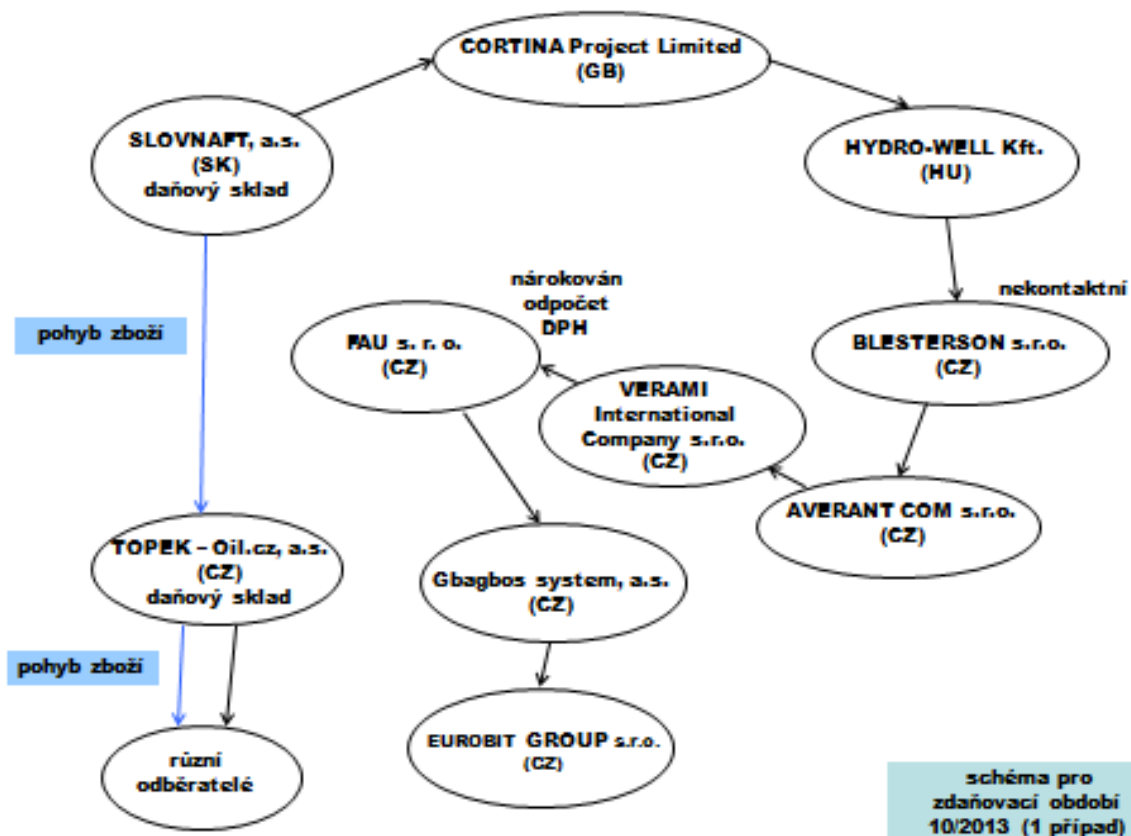 CORTINA Project Limited
(GB)
SLOVNAFT, a.s.
(SK)
daňový sklad
HYDRO-WELL Kft.
(HU)
nárokován
odpočet
DPH
nekontaktní
pohyb zboží
FAU s. r. o.
(CZ)
BLESTERSON s.r.o.
(CZ)
VERAMI
International
Company s.r.o.
(CZ)
AVERANT COM s.r.o.
(CZ)
TOPEK – Oil.cz, a.s.
(CZ)
daňový sklad
Gbagbos system, a.s.
(CZ)
pohyb zboží
EUROBIT GROUP s.r.o.
(CZ)
různí
odběratelé
schéma pro
zdaňovací období
10/2013 (1 případ)